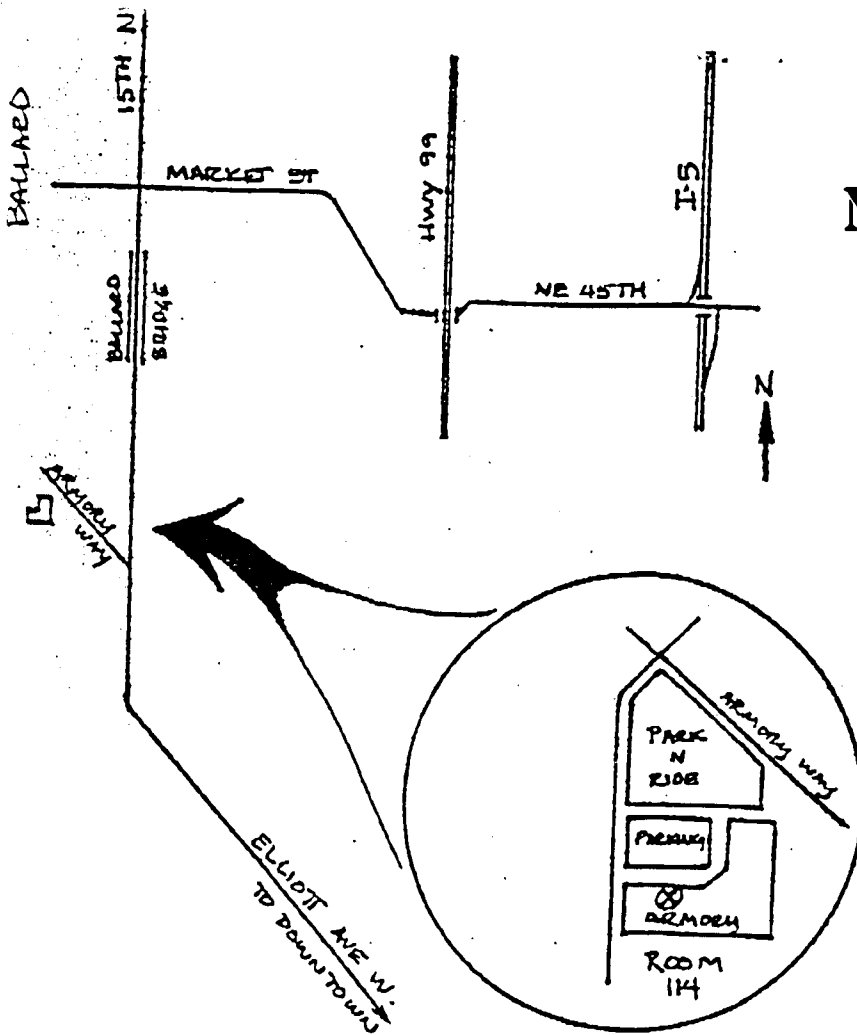 BALLARD
15TH · N
MARKET ST
Hwy 99
I-5
NE 45TH
BALLARD
BRIDGE
N
ARMORY
WAY
ELLIOTT AVE W.
TO DOWNTOWN
ARMORY WAY
PARK
N
RIDE
PARKING
ARMORY
ROOM
114